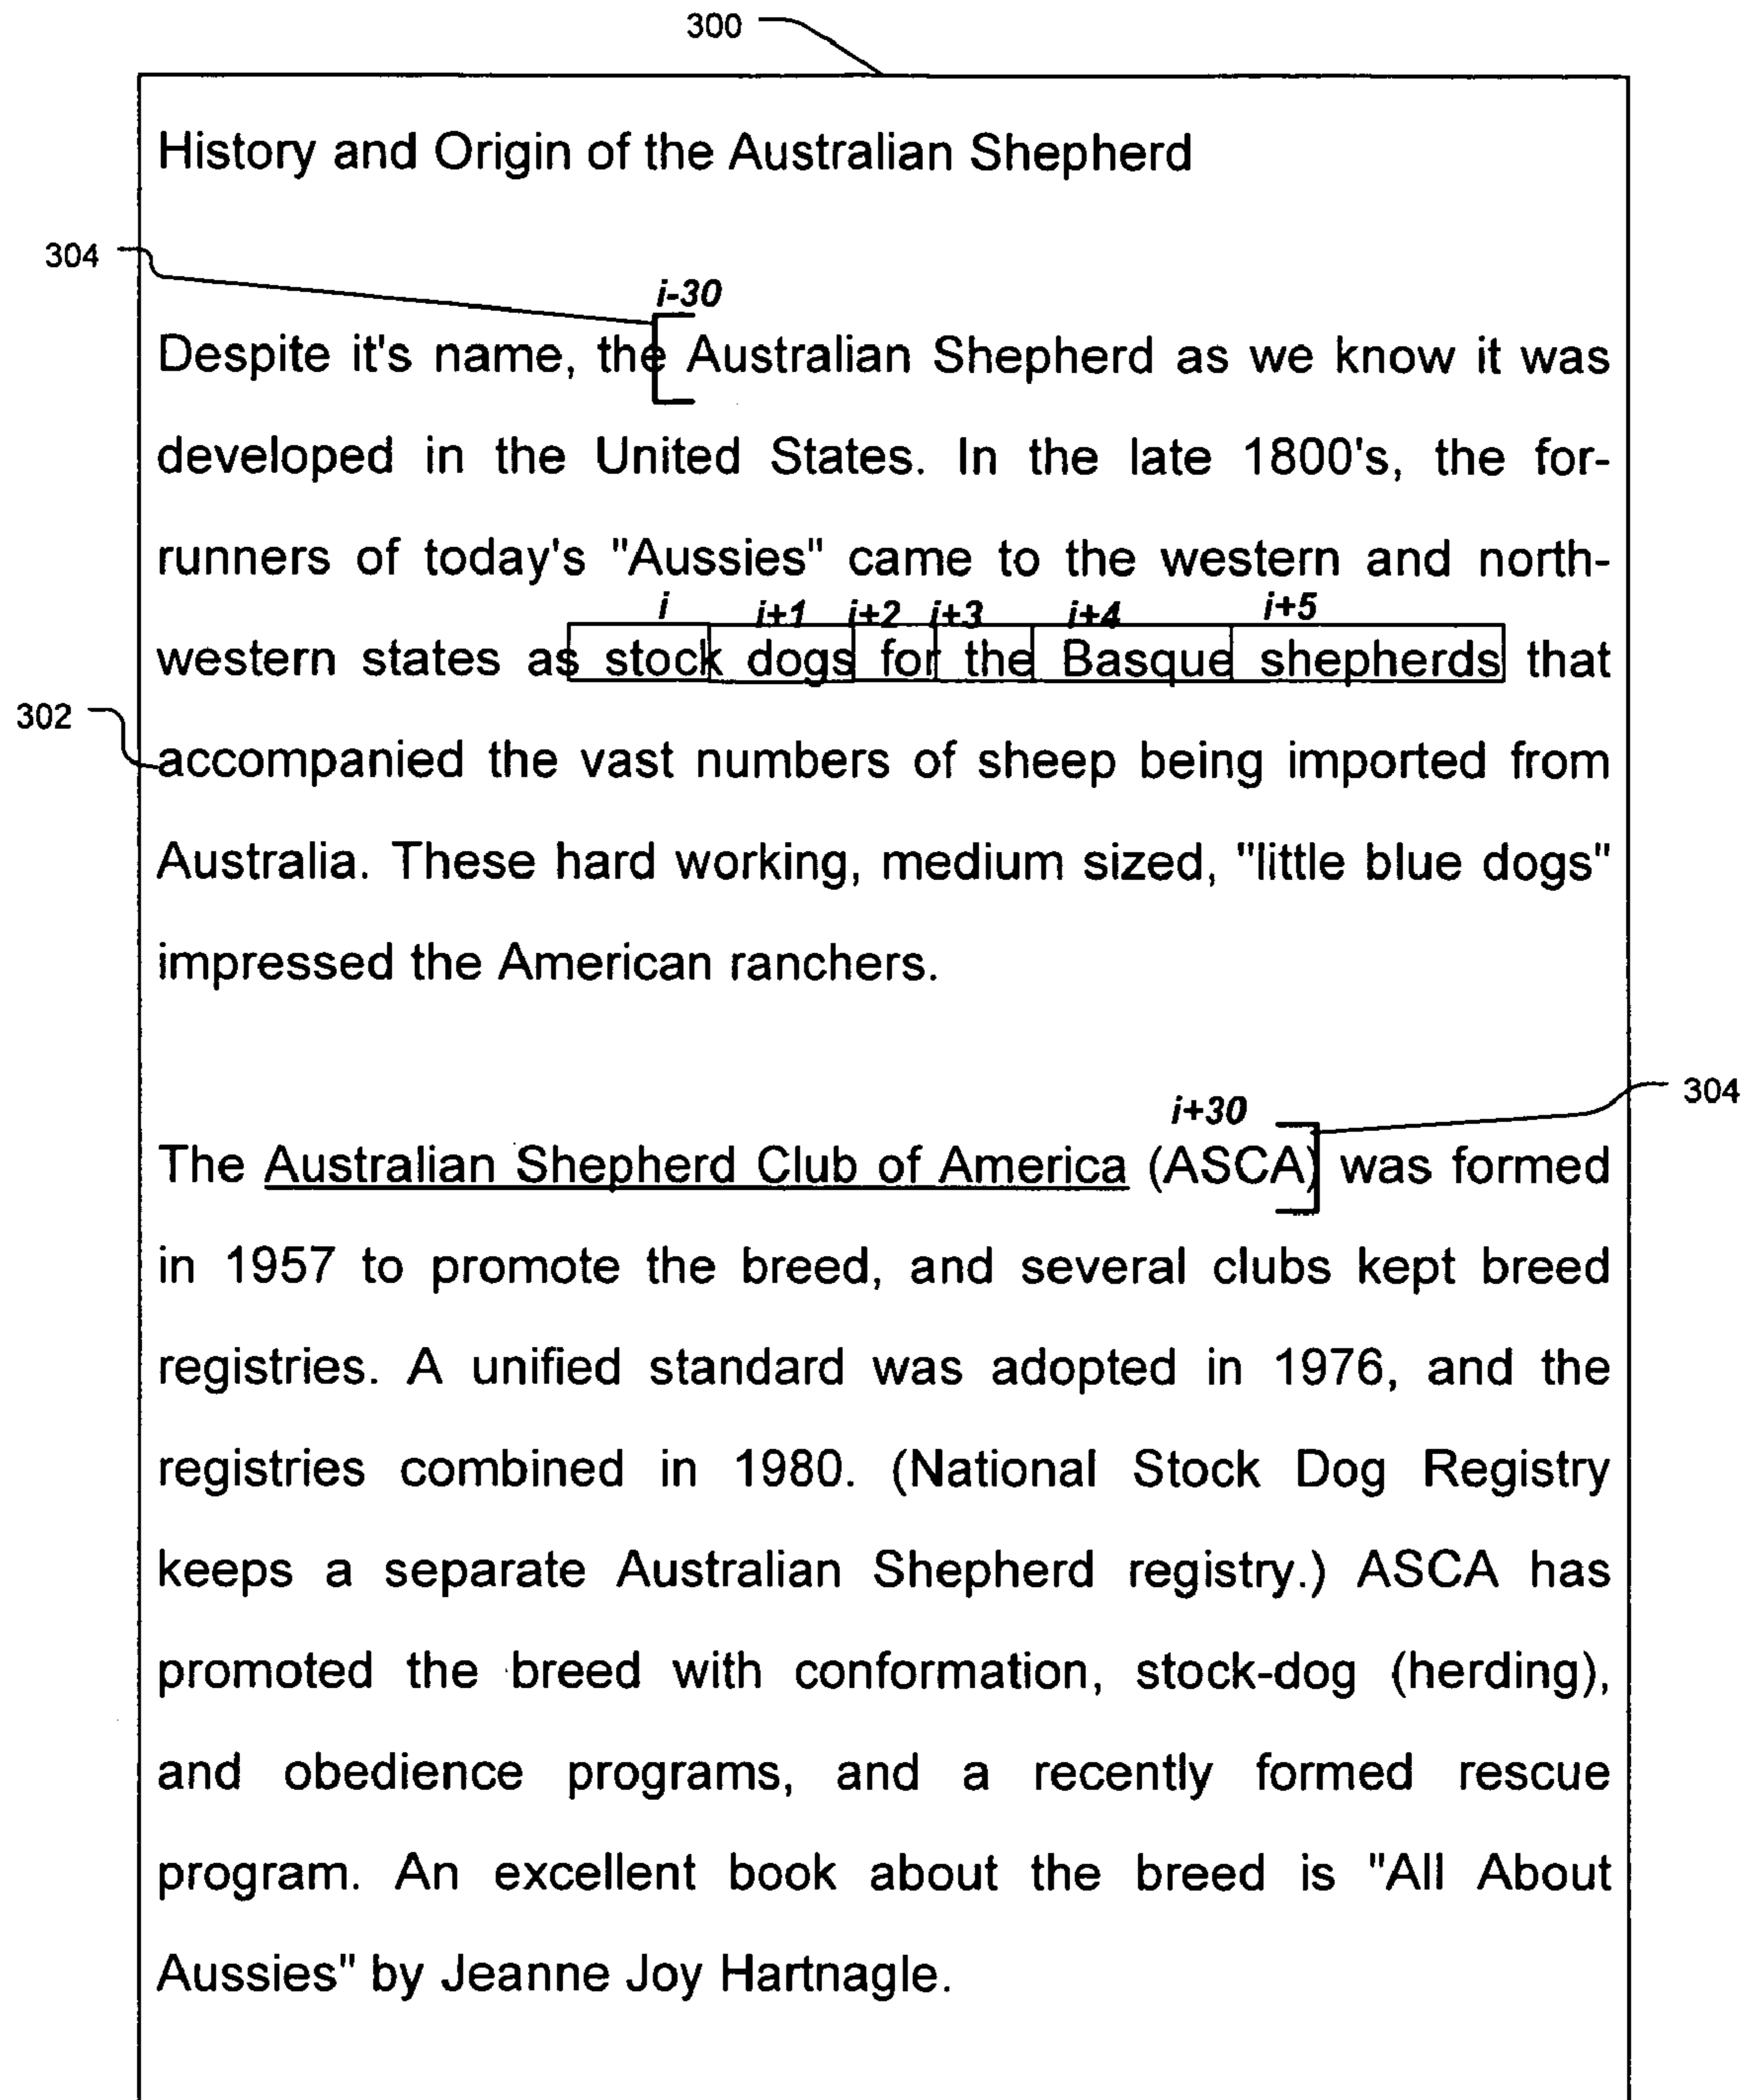 300
History and Origin of the Australian Shepherd
304
i-30
Despite it's name, the Australian Shepherd as we know it was
developed in the United States. In the late 1800's, the for-
runners of today's "Aussies" came to the western and north-
i i+1 i+2 i+3 i+4 i+5
western states as stock dogs for the Basque shepherds that
302
accompanied the vast numbers of sheep being imported from
Australia. These hard working, medium sized, "little blue dogs"
impressed the American ranchers.
304
i+30
The Australian Shepherd Club of America (ASCA) was formed
in 1957 to promote the breed, and several clubs kept breed
registries. A unified standard was adopted in 1976, and the
registries combined in 1980. (National Stock Dog Registry
keeps a separate Australian Shepherd registry.) ASCA has
promoted the breed with conformation, stock-dog (herding),
and obedience programs, and a recently formed rescue
program. An excellent book about the breed is "All About
Aussies" by Jeanne Joy Hartnagle.